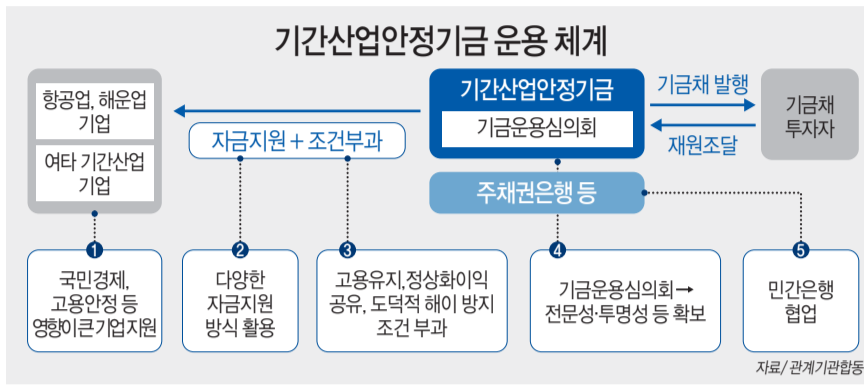 기간산업안정기금 운용 체계
항공업, 해운업
기업
여타 기간산업
기업
자금지원 + 조건부과
기간산업안정기금
기금운용심의회
주채권은행 등
기금채 발행
재원조달
기금채
투자자
1
국민경제,
고용안정 등
영향이 큰 기업 지원
2
다양한
자금지원
방식 활용
3
고용유지, 정상화이익
공유, 도덕적 해이 방지
조건 부과
4
기금운용심의회→
전문성·투명성 등 확보
5
민간은행
협업
자료/ 관계기관합동